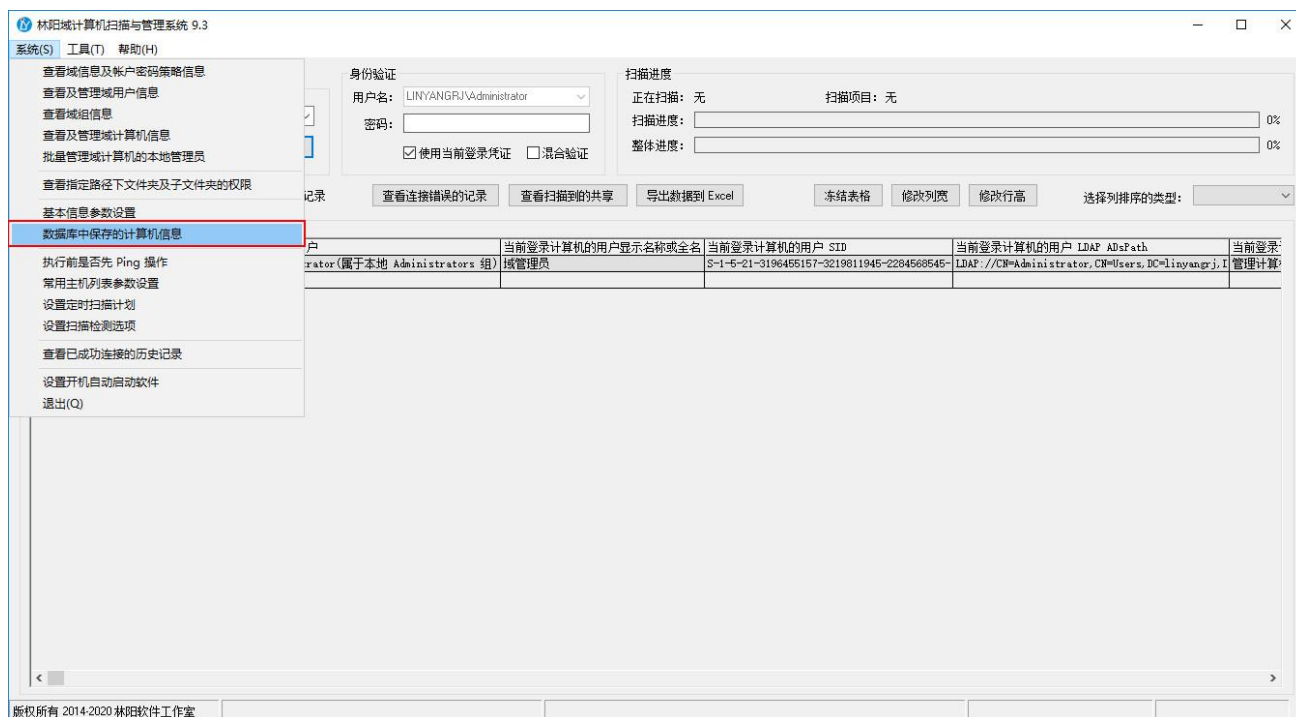 林阳域计算机扫描与管理系统 9.3
系统(S) 工具(T) 帮助(H)
查看域信息及帐户密码策略信息
查看及管理域用户信息
查看域组信息
查看及管理域计算机信息
批量管理域计算机的本地管理员
查看指定路径下文件夹及子文件夹的权限
基本信息参数设置
数据库中保存的计算机信息
执行前是否先 Ping 操作
常用主机列表参数设置
设置定时扫描计划
设置扫描检测选项
查看已成功连接的历史记录
设置开机自动启动软件
退出(Q)
身份验证
用户名: LINYANGRJ\Administrator
密码:
使用当前登录凭证 混合验证
扫描进度
正在扫描: 无 扫描项目: 无
扫描进度: 0%
整体进度: 0%
记录 查看连接错误的记录 查看扫描到的共享 导出数据到 Excel 冻结表格 修改列宽 修改行高 选择列排序的类型:
户 当前登录计算机的用户显示名称或全名 当前登录计算机的用户 SID 当前登录计算机的用户 LDAP ADsPath 当前登录
rator(属于本地 Administrators 组) 域管理员 S-1-5-21-3196455157-3219811945-2284568545- LDAP://CN=Administrator,CN=Users,DC=linyangrj,D 管理计算
版权所有 2014-2020 林阳软件工作室